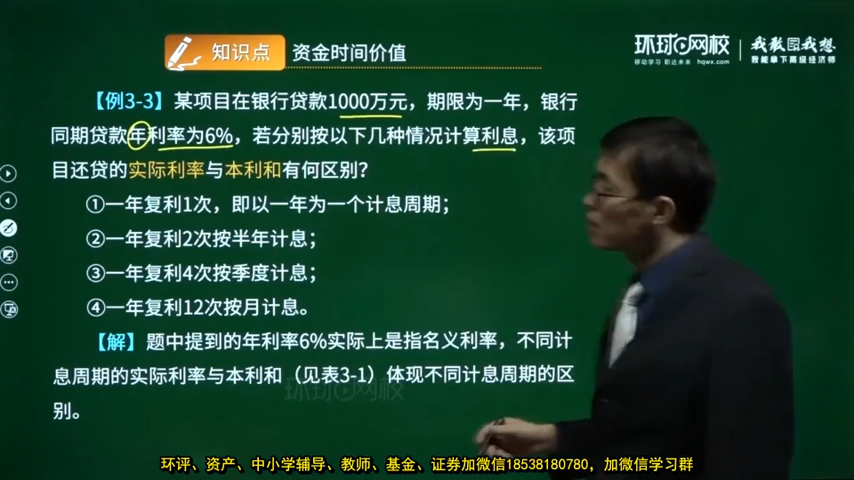 知识点 资金时间价值
环球网校 我教因我想
移动学习 职达未来 hqwx.com 我能拿下高级经济师
【例3-3】某项目在银行贷款1000万元，期限为一年，银行
同期贷款年利率为6%，若分别按以下几种情况计算利息，该项
目还贷的实际利率与本利和有何区别？
①一年复利1次，即以一年为一个计息周期；
②一年复利2次按半年计息；
③一年复利4次按季度计息；
④一年复利12次按月计息。
【解】题中提到的年利率6%实际上是指名义利率，不同计
息周期的实际利率与本利和（见表3-1）体现不同计息周期的区
别。
环球网校
环评、资产、中小学辅导、教师、基金、证券加微信18538180780，加微信学习群